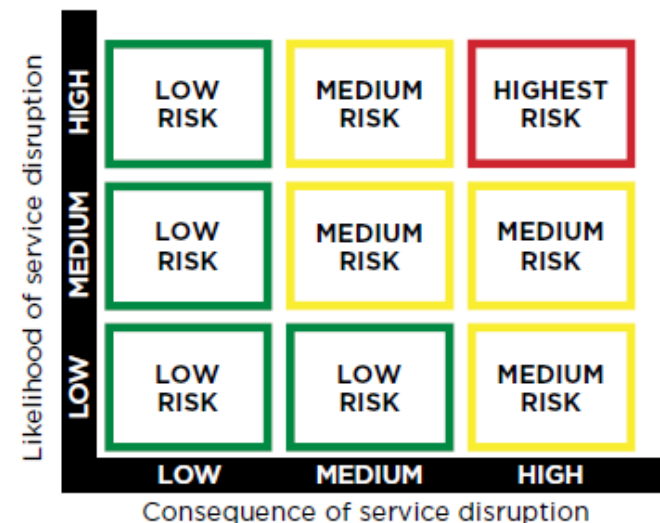 Likelihood of service disruption
HIGH
LOW
RISK
MEDIUM
RISK
HIGHEST
RISK
MEDIUM
LOW
RISK
MEDIUM
RISK
MEDIUM
RISK
LOW
LOW
RISK
LOW
RISK
MEDIUM
RISK
LOW
MEDIUM
HIGH
Consequence of service disruption